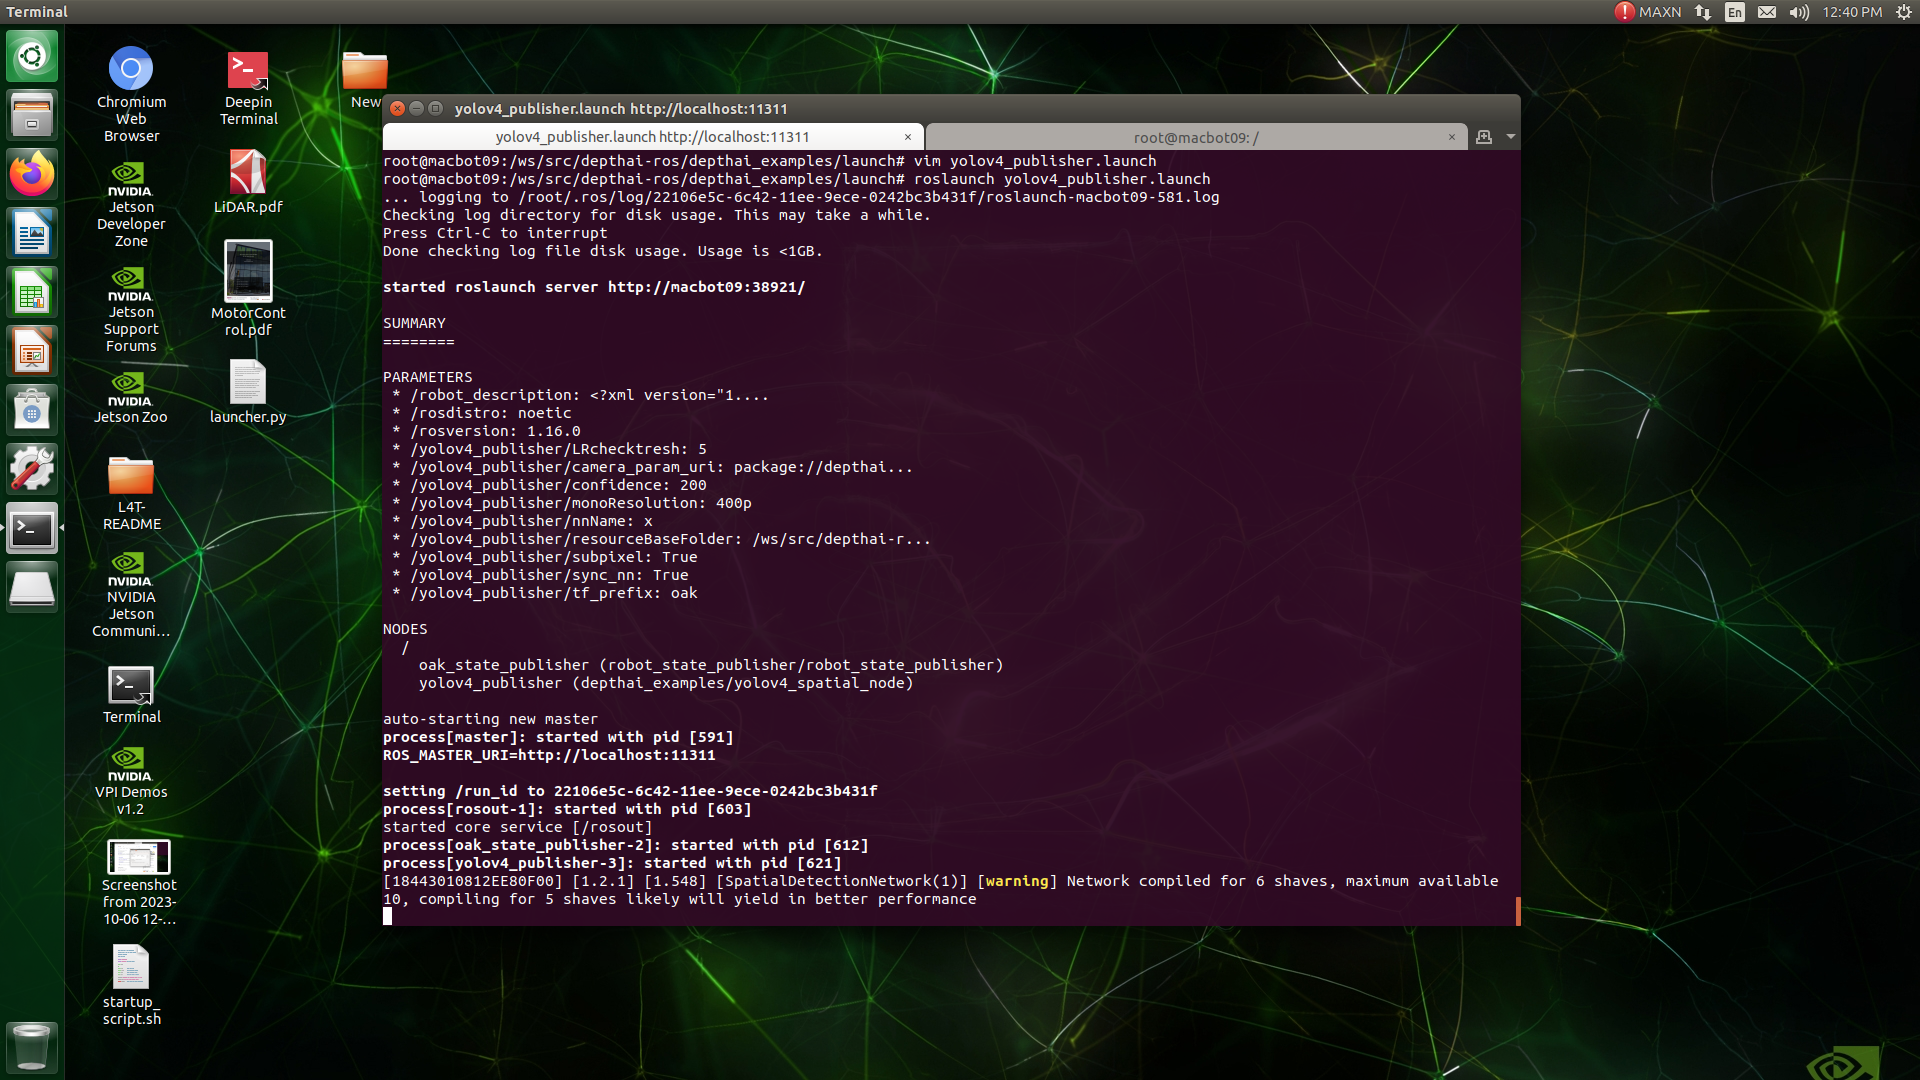 Terminal
MAXN
En
12:40 PM
Chromium
Web
Browser
NVIDIA.
Jetson
Developer
Zone
NVIDIA.
Jetson
Support
Forums
NVIDIA.
Jetson Zoo
L4T-
README
NVIDIA.
NVIDIA
Jetson
Communi...
Terminal
NVIDIA.
VPI Demos
v1.2
Screenshot
from 2023-
10-06 12-...
startup_
script.sh
Deepin
Terminal
LiDAR.pdf
MotorCont
rol.pdf
launcher.py
New
yolov4_publisher.launch http://localhost:11311
yolov4_publisher.launch http://localhost:11311
root@macbot09: /
root@macbot09:/ws/src/depthai-ros/depthai_examples/launch# vim yolov4_publisher.launch
root@macbot09:/ws/src/depthai-ros/depthai_examples/launch# roslaunch yolov4_publisher.launch
... logging to /root/.ros/log/22106e5c-6c42-11ee-9ece-0242bc3b431f/roslaunch-macbot09-581.log
Checking log directory for disk usage. This may take a while.
Press Ctrl-C to interrupt
Done checking log file disk usage. Usage is <1GB.
started roslaunch server http://macbot09:38921/
SUMMARY
========
PARAMETERS
* /robot_description: <?xml version="1....
* /rosdistro: noetic
* /rosversion: 1.16.0
* /yolov4_publisher/LRchecktresh: 5
* /yolov4_publisher/camera_param_uri: package://depthai...
* /yolov4_publisher/confidence: 200
* /yolov4_publisher/monoResolution: 400p
* /yolov4_publisher/nnName: x
* /yolov4_publisher/resourceBaseFolder: /ws/src/depthai-r...
* /yolov4_publisher/subpixel: True
* /yolov4_publisher/sync_nn: True
* /yolov4_publisher/tf_prefix: oak
NODES
/
oak_state_publisher (robot_state_publisher/robot_state_publisher)
yolov4_publisher (depthai_examples/yolov4_spatial_node)
auto-starting new master
process[master]: started with pid [591]
ROS_MASTER_URI=http://localhost:11311
setting /run_id to 22106e5c-6c42-11ee-9ece-0242bc3b431f
process[rosout-1]: started with pid [603]
started core service [/rosout]
process[oak_state_publisher-2]: started with pid [612]
process[yolov4_publisher-3]: started with pid [621]
[18443010812EE80F00] [1.2.1] [1.548] [SpatialDetectionNetwork(1)] [warning] Network compiled for 6 shaves, maximum available
10, compiling for 5 shaves likely will yield in better performance